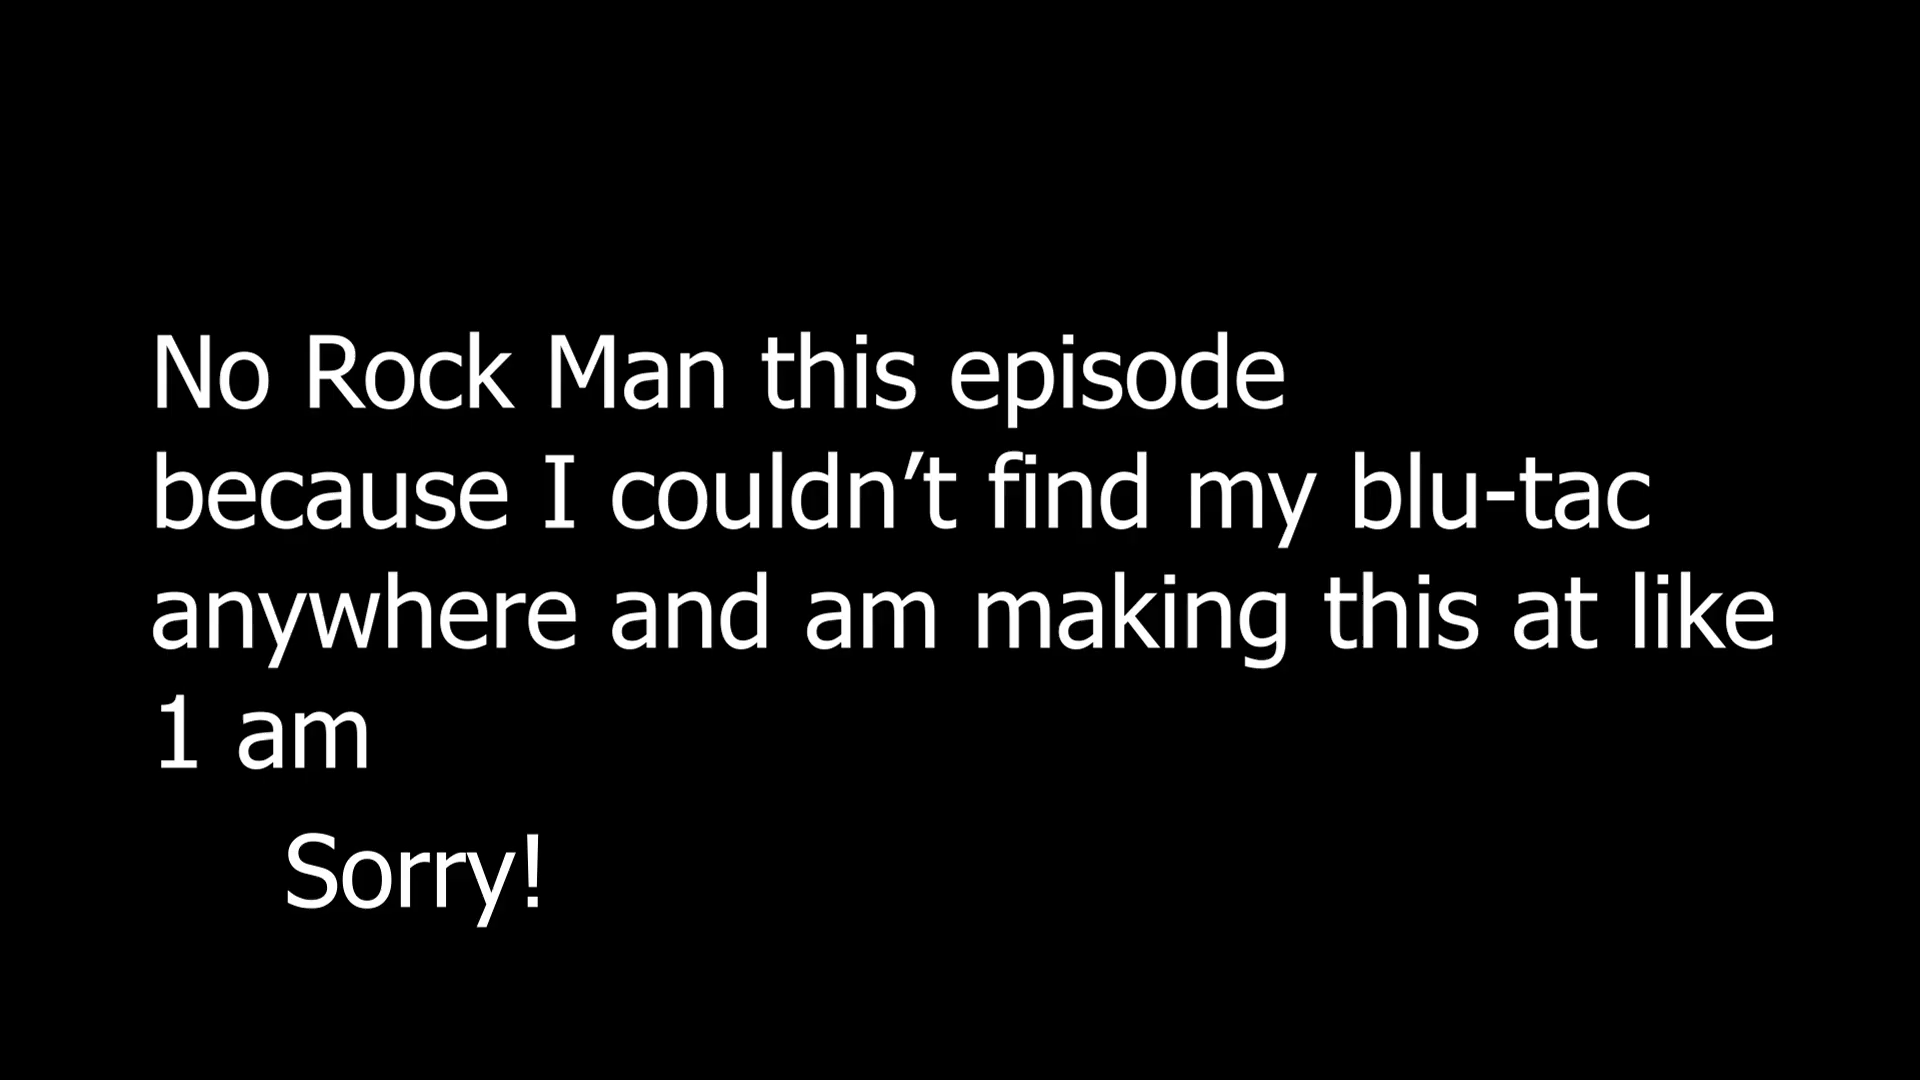 No Rock Man this episode
because I couldn’t find my blu-tac
anywhere and am making this at like
1 am
Sorry!